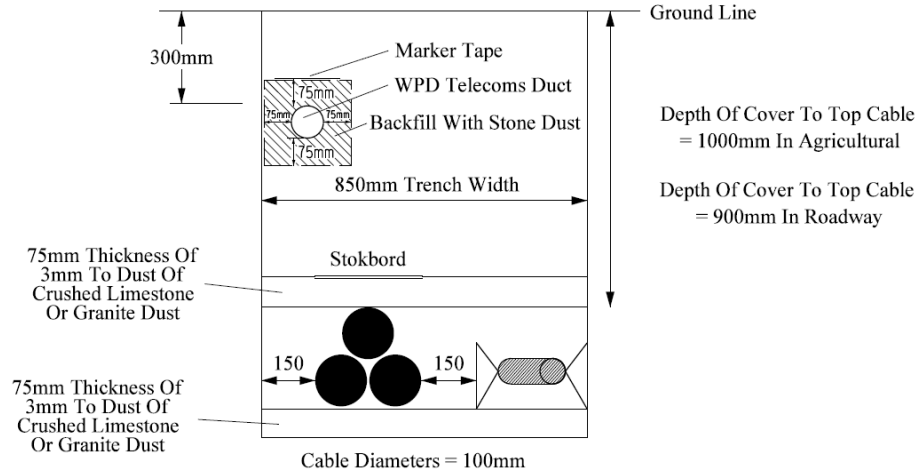 Ground Line
300mm
Marker Tape
75mm
WPD Telecoms Duct
75mm
75mm
Backfill With Stone Dust
75mm
Depth Of Cover To Top Cable
= 1000mm In Agricultural
850mm Trench Width
Depth Of Cover To Top Cable
= 900mm In Roadway
75mm Thickness Of
3mm To Dust Of
Crushed Limestone
Or Granite Dust
Stokbord
150
150
75mm Thickness Of
3mm To Dust Of
Crushed Limestone
Or Granite Dust
Cable Diameters = 100mm